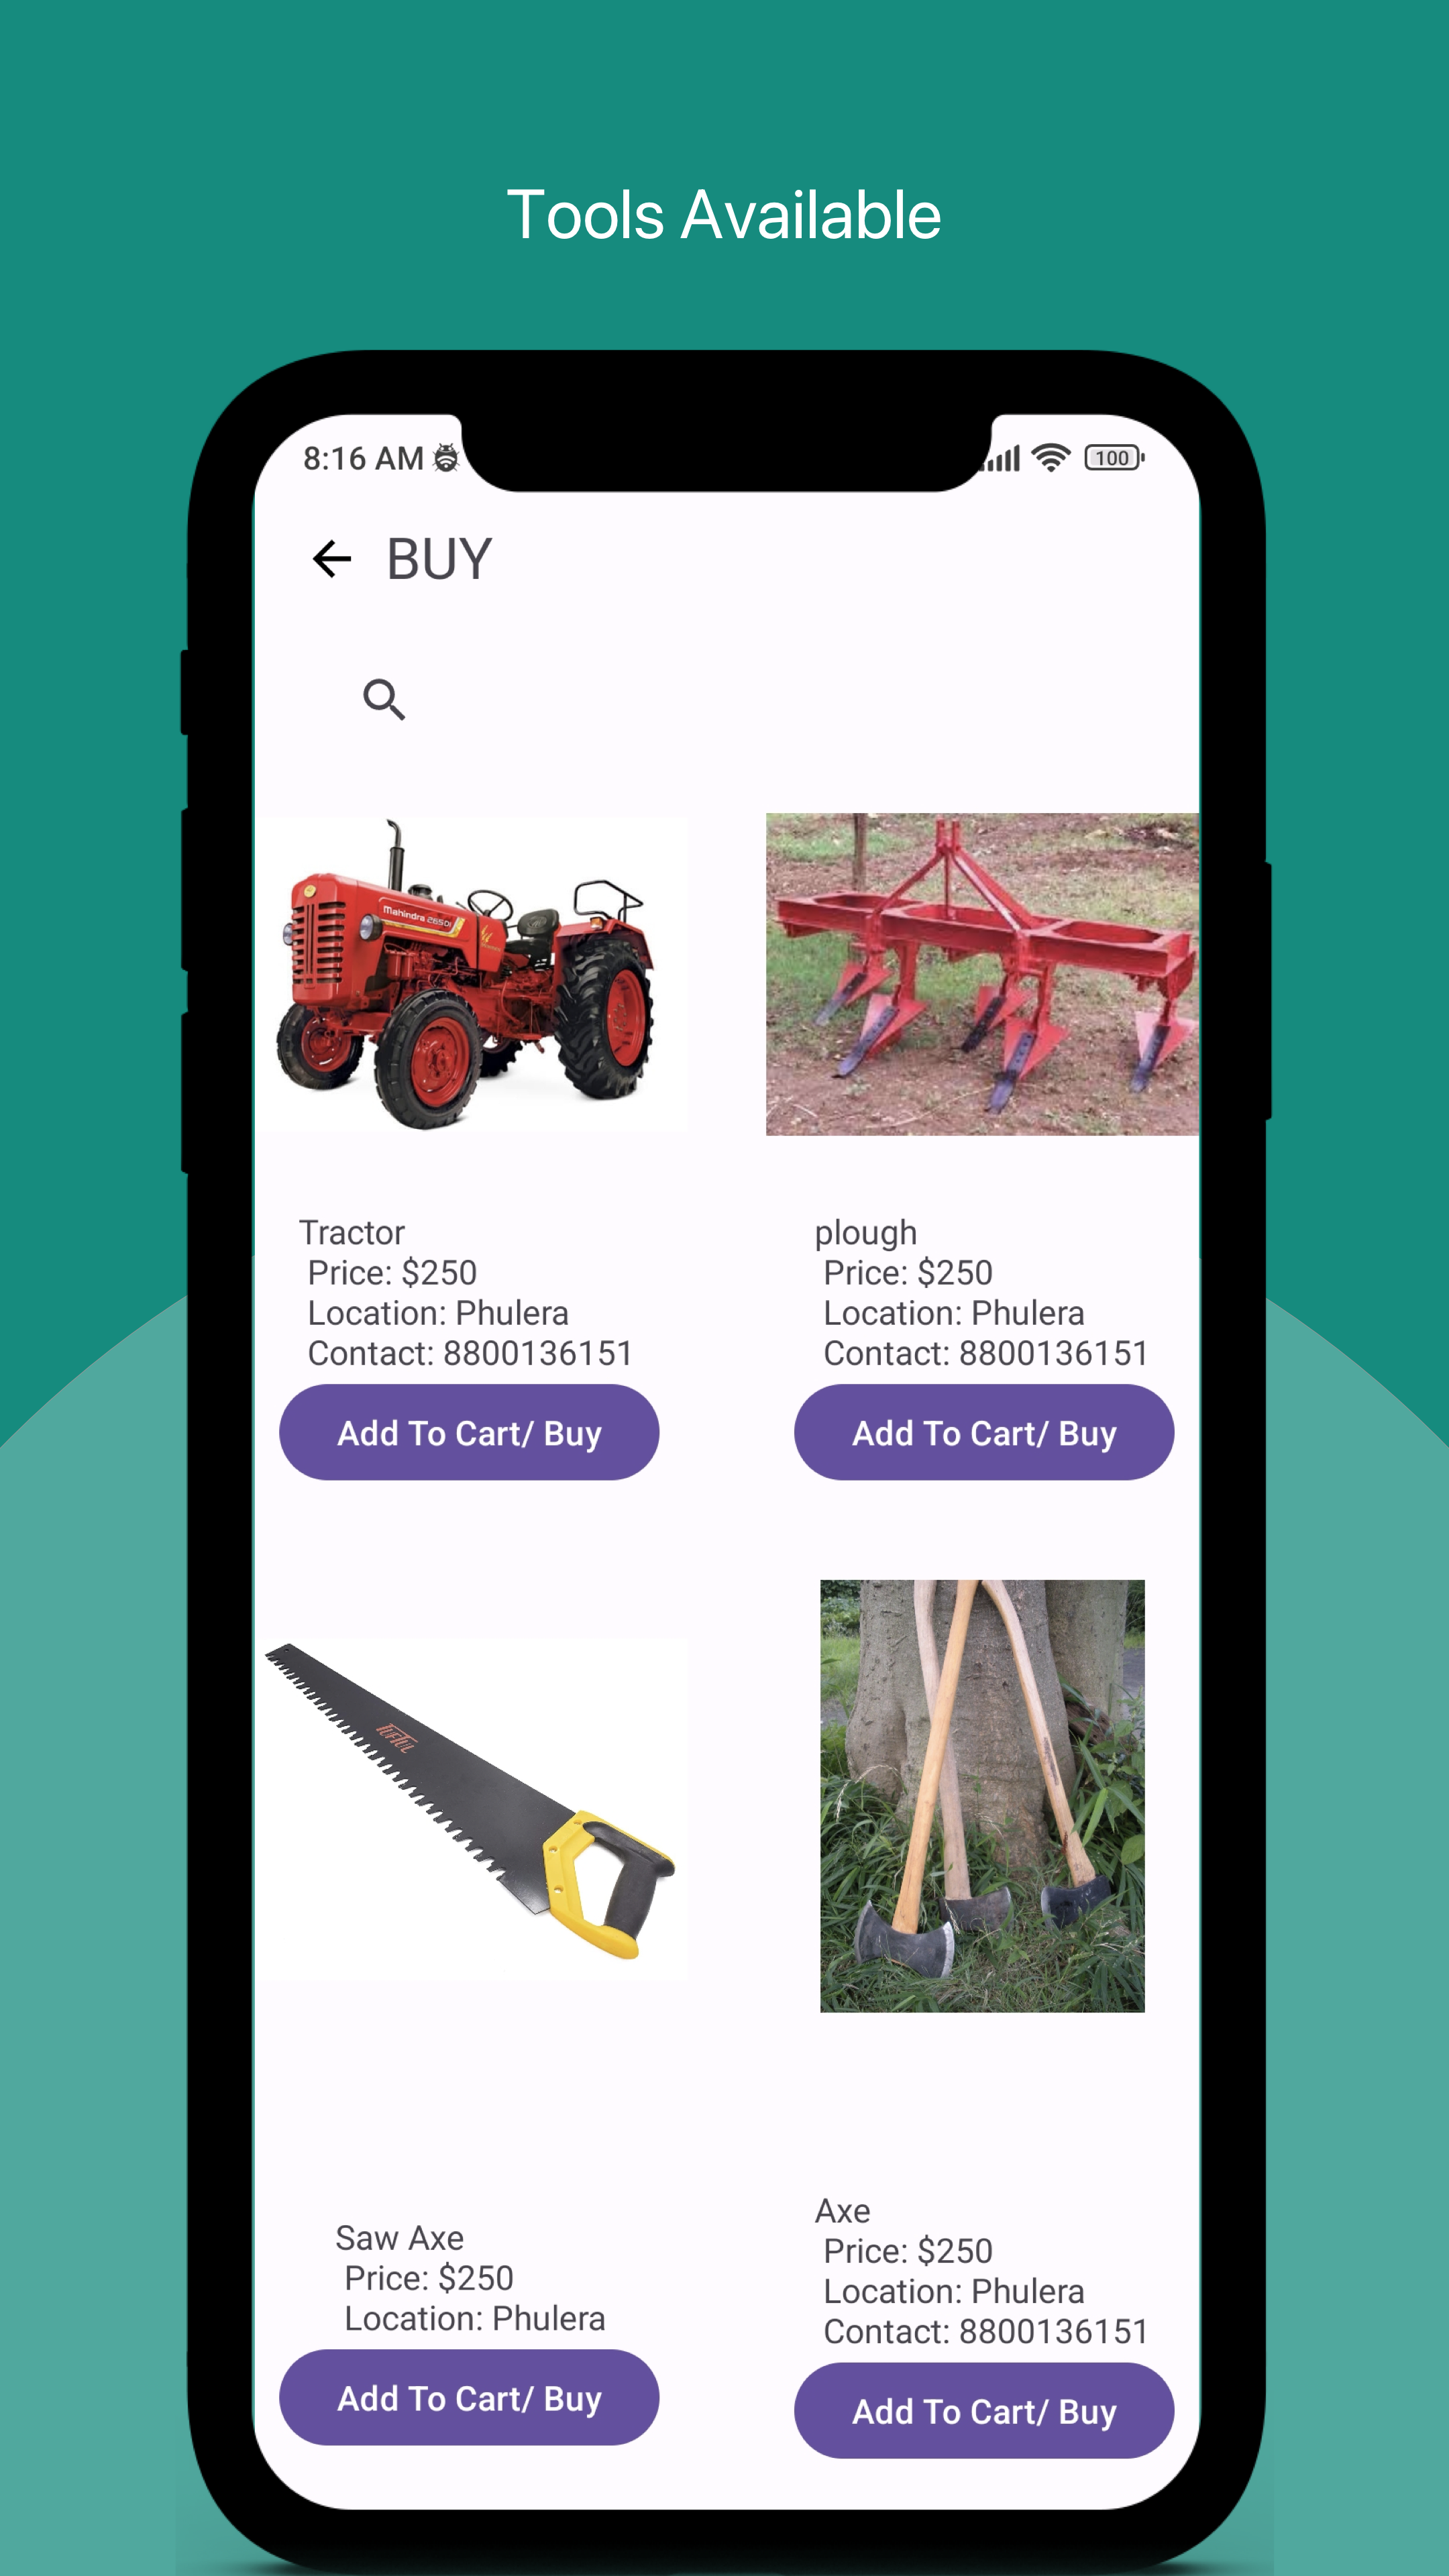 Tools Available
8:16 AM
100
BUY
Mahindra 265DI
Tractor
Price: $250
Location: Phulera
Contact: 8800136151
Add To Cart/ Buy
plough
Price: $250
Location: Phulera
Contact: 8800136151
Add To Cart/ Buy
Saw Axe
Price: $250
Location: Phulera
Add To Cart/ Buy
Axe
Price: $250
Location: Phulera
Contact: 8800136151
Add To Cart/ Buy